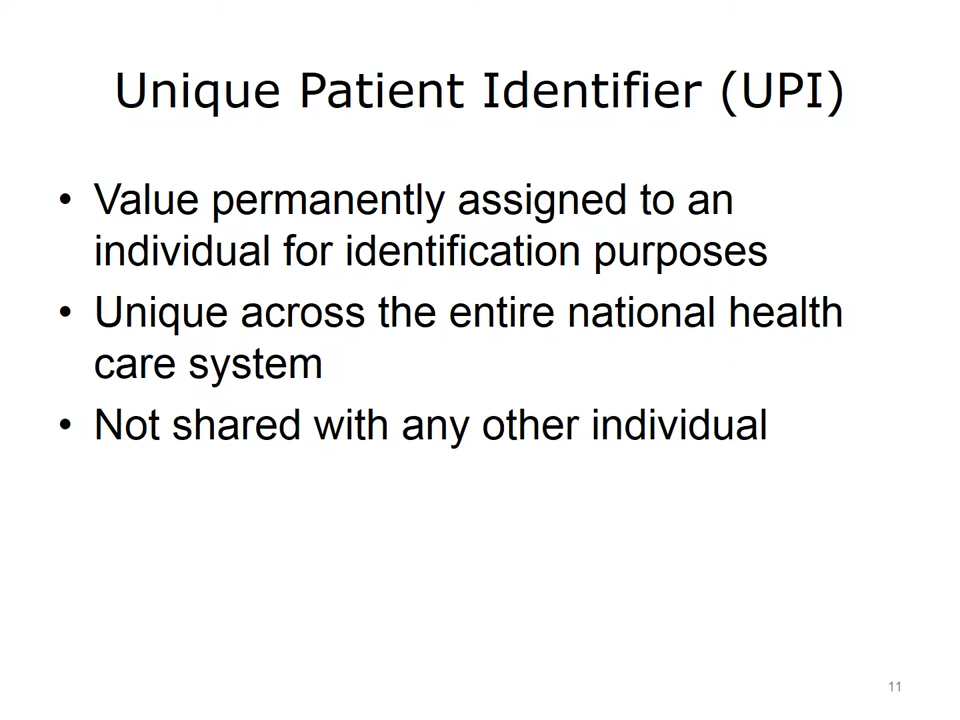 Unique Patient Identifier (UPI)
• Value permanently assigned to an
individual for identification purposes
• Unique across the entire national health
care system
• Not shared with any other individual
11